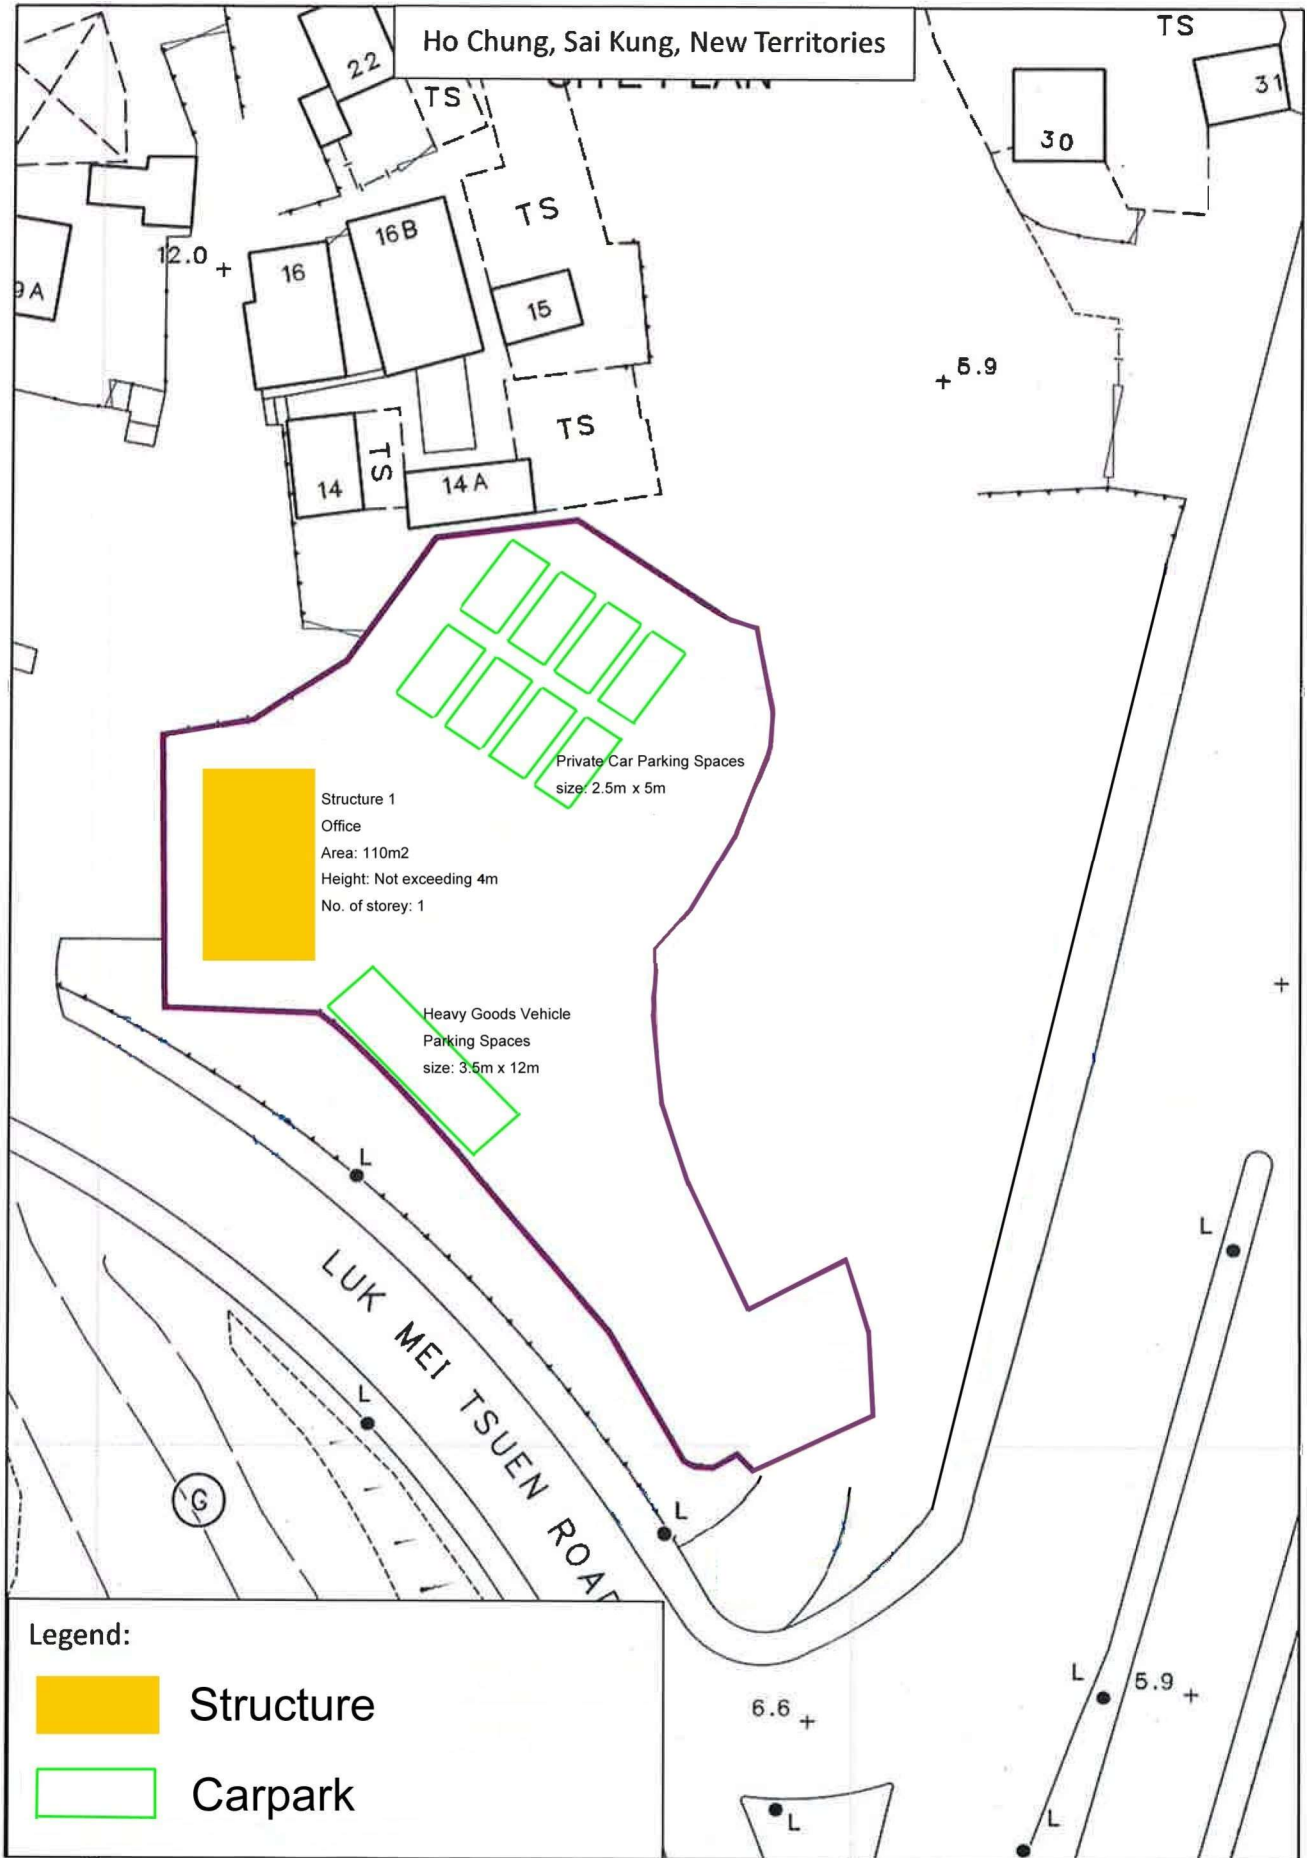 Ho Chung, Sai Kung, New Territories
TS
22
TS
31
30
TS
16B
12.0
16
9A
15
5.9
TS
TS
14
14A
Private Car Parking Spaces
size: 2.5m x 5m
Structure 1
Office
Area: 110m2
Height: Not exceeding 4m
No. of storey: 1
Heavy Goods Vehicle
Parking Spaces
size: 3.5m x 12m
L
L
LUK MEI TSUEN ROAD
L
G
L
Legend:
Structure
Carpark
L
5.9
6.6
L
L